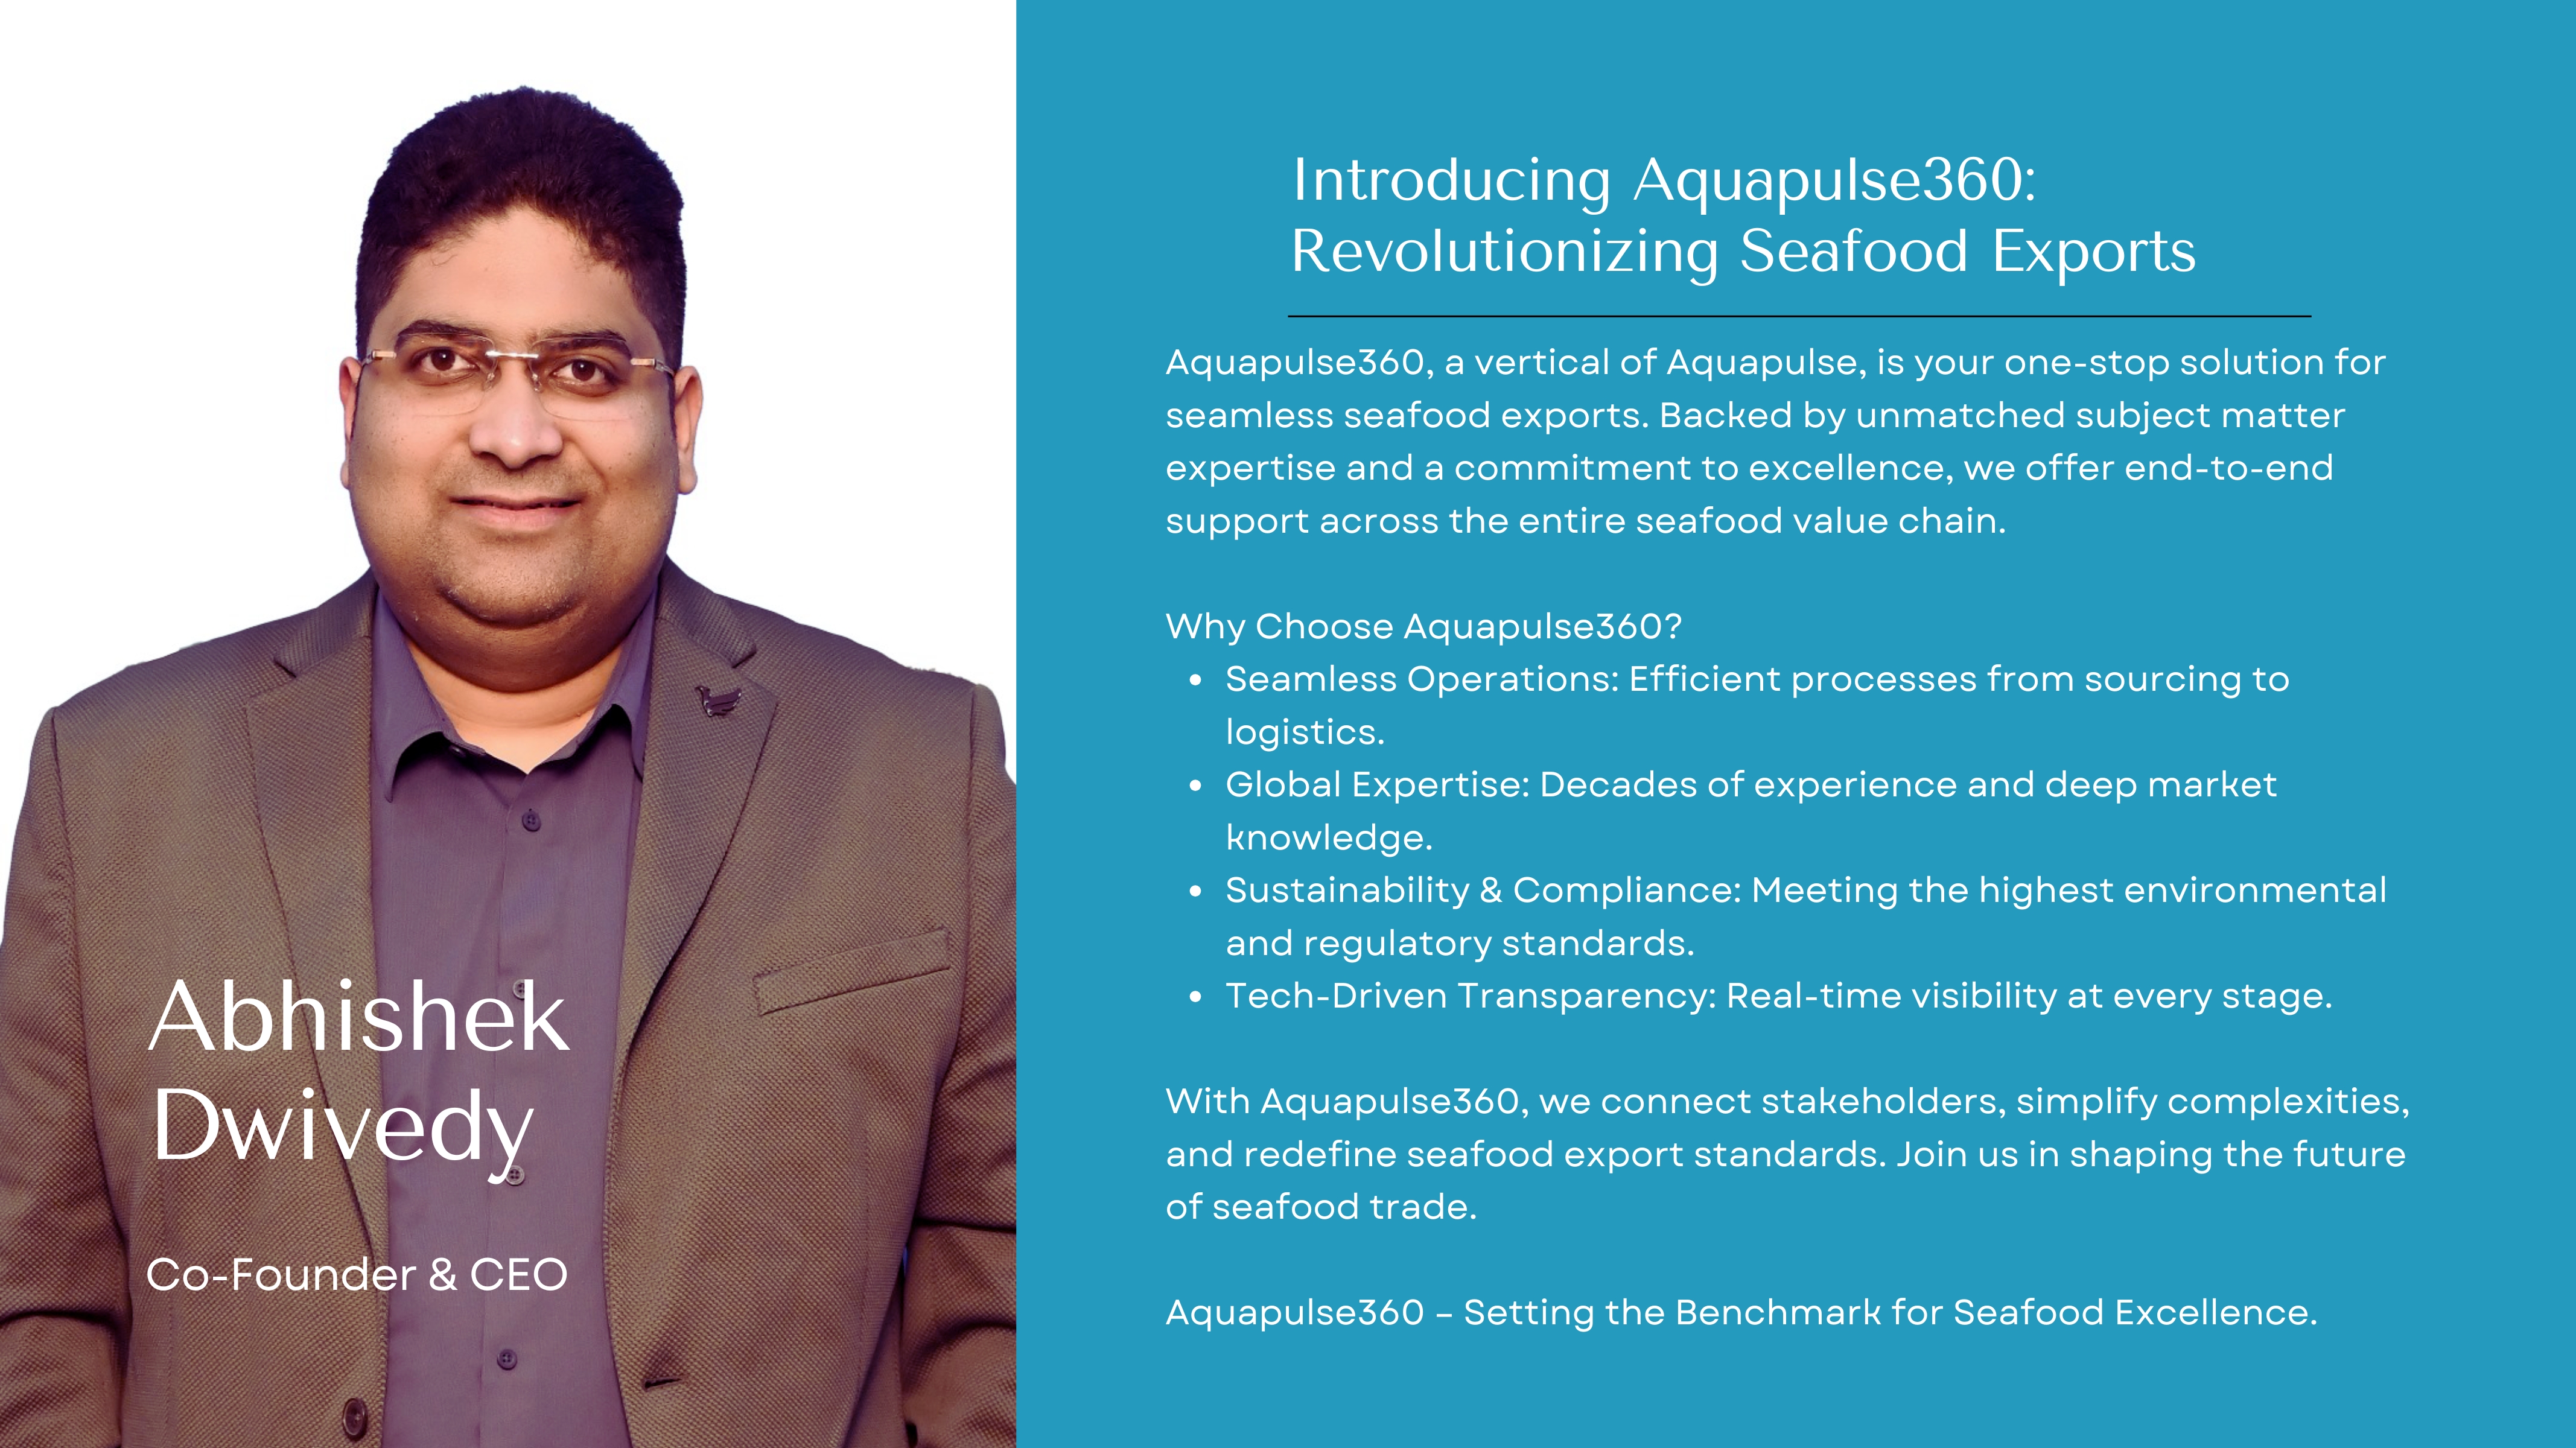 Abhishek
Dwivedy
Co-Founder & CEO
Introducing Aquapulse360:
Revolutionizing Seafood Exports
Aquapulse360, a vertical of Aquapulse, is your one-stop solution for
seamless seafood exports. Backed by unmatched subject matter
expertise and a commitment to excellence, we offer end-to-end
support across the entire seafood value chain.
Why Choose Aquapulse360?
• Seamless Operations: Efficient processes from sourcing to
logistics.
• Global Expertise: Decades of experience and deep market
knowledge.
• Sustainability & Compliance: Meeting the highest environmental
and regulatory standards.
• Tech-Driven Transparency: Real-time visibility at every stage.
With Aquapulse360, we connect stakeholders, simplify complexities,
and redefine seafood export standards. Join us in shaping the future
of seafood trade.
Aquapulse360 – Setting the Benchmark for Seafood Excellence.